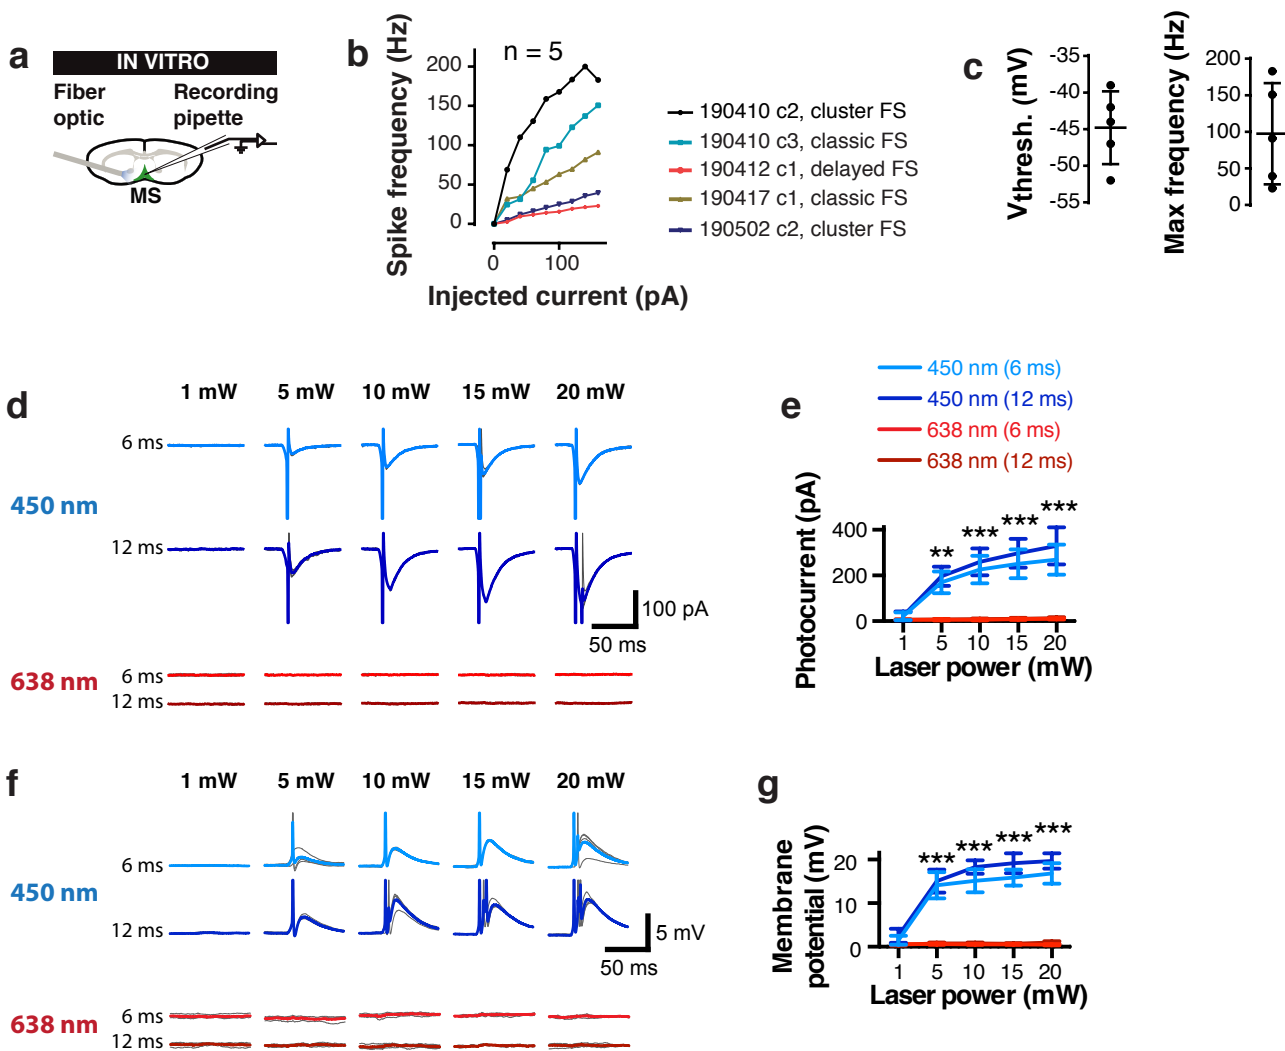 a
IN VITRO
Fiber optic
Recording pipette
MS
b
n = 5
Spike frequency (Hz)
200
150
100
50
0
0
100
Injected current (pA)
190410 c2, cluster FS
190410 c3, classic FS
190412 c1, delayed FS
190417 c1, classic FS
190502 c2, cluster FS
c
Vthresh. (mV)
-35
-40
-45
-50
-55
Max frequency (Hz)
200
150
100
50
0
d
1 mW 5 mW 10 mW 15 mW 20 mW
6 ms
450 nm
12 ms
100 pA
50 ms
638 nm
6 ms
12 ms
e
450 nm (6 ms)
450 nm (12 ms)
638 nm (6 ms)
638 nm (12 ms)
Photocurrent (pA)
400
200
0
** *** *** ***
1 5 10 15 20
Laser power (mW)
f
1 mW 5 mW 10 mW 15 mW 20 mW
6 ms
450 nm
12 ms
5 mV
50 ms
638 nm
6 ms
12 ms
g
Membrane
potential (mV)
20
10
0
*** *** *** ***
1 5 10 15 20
Laser power (mW)